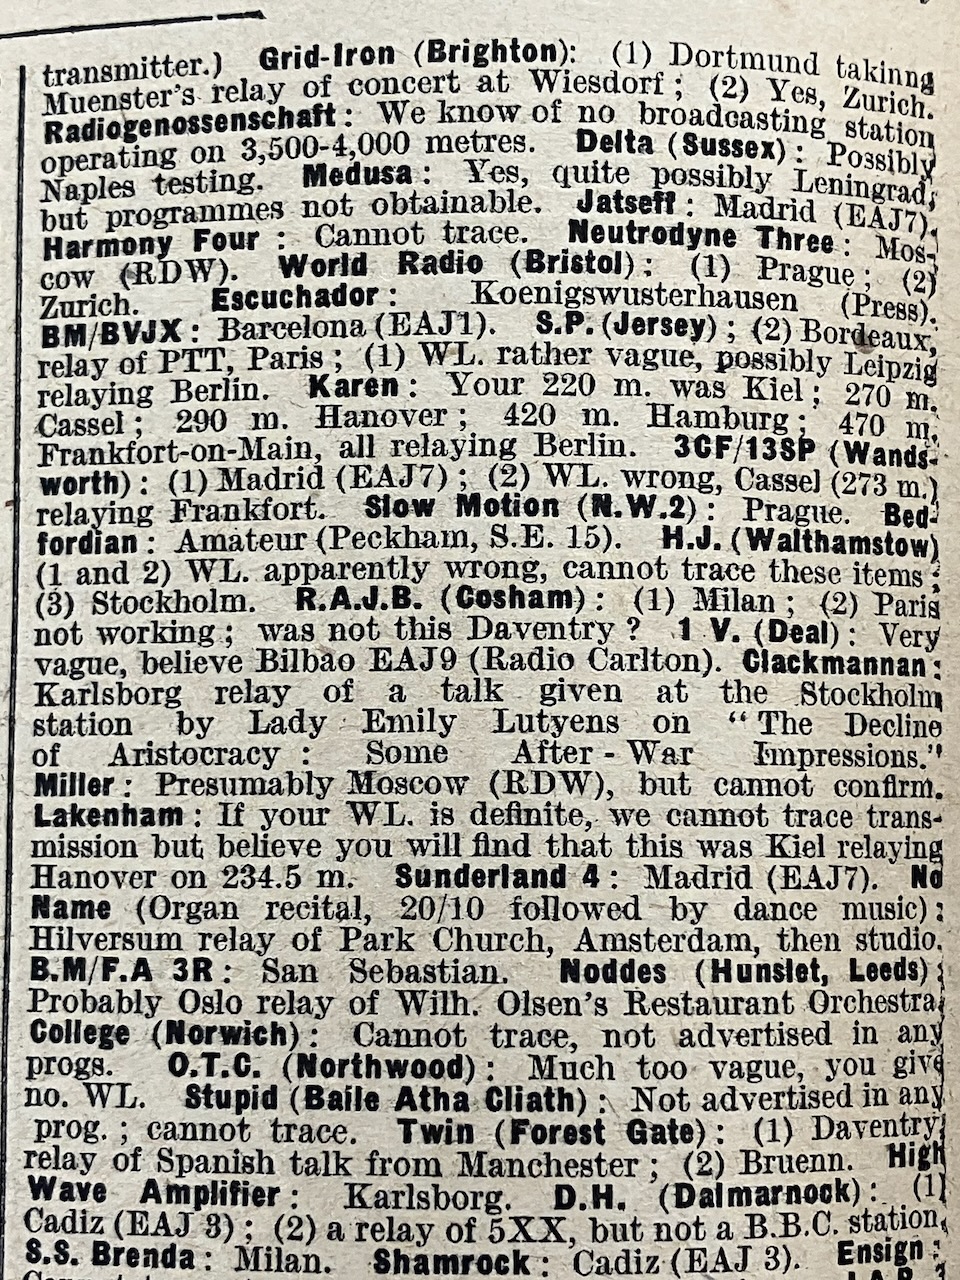 transmitter.) Grid-Iron (Brighton): (1) Dortmund takinng
Muenster's relay of concert at Wiesdorf; (2) Yes, Zurich.
Radiogenossenschaft: We know of no broadcasting station
operating on 3,500-4,000 metres. Delta (Sussex): Possibly
Naples testing. Medusa: Yes, quite possibly Leningrad,
but programmes not obtainable. Jatseff: Madrid (EAJ7).
Harmony Four: Cannot trace. Neutrodyne Three: Mos-
cow (RDW). World Radio (Bristol): (1) Prague; (2)
Zurich. Escuchador: Koenigswusterhausen (Press).
BM/BVJX: Barcelona (EAJ1). S.P. (Jersey); (2) Bordeaux,
relay of PTT, Paris; (1) WL. rather vague, possibly Leipzig
relaying Berlin. Karen: Your 220 m. was Kiel; 270 m.
Cassel; 290 m. Hanover; 420 m. Hamburg; 470 m.
Frankfort-on-Main, all relaying Berlin. 3CF/13SP (Wands-
worth): (1) Madrid (EAJ7); (2) WL. wrong, Cassel (273 m.)
relaying Frankfort. Slow Motion (N.W.2): Prague. Bed-
fordian: Amateur (Peckham, S.E. 15). H.J. (Walthamstow)
(1 and 2) WL. apparently wrong, cannot trace these items;
(3) Stockholm. R.A.J.B. (Cosham): (1) Milan; (2) Paris
not working; was not this Daventry? 1 V. (Deal): Very
vague, believe Bilbao EAJ9 (Radio Carlton). Clackmannan:
Karlsborg relay of a talk given at the Stockholm
station by Lady Emily Lutyens on "The Decline
of Aristocracy: Some After-War Impressions."
Miller: Presumably Moscow (RDW), but cannot confirm.
Lakenham: If your WL. is definite, we cannot trace trans-
mission but believe you will find that this was Kiel relaying
Hanover on 234.5 m. Sunderland 4: Madrid (EAJ7). No
Name (Organ recital, 20/10 followed by dance music):
Hilversum relay of Park Church, Amsterdam, then studio.
B.M/F.A 3R: San Sebastian. Noddes (Hunslet, Leeds):
Probably Oslo relay of Wilh. Olsen's Restaurant Orchestra.
College (Norwich): Cannot trace, not advertised in any
progs. O.T.C. (Northwood): Much too vague, you give
no. WL. Stupid (Baile Atha Cliath): Not advertised in any
prog.; cannot trace. Twin (Forest Gate): (1) Daventry
relay of Spanish talk from Manchester; (2) Bruenn. High
Wave Amplifier: Karlsborg. D.H. (Dalmarnock): (1)
Cadiz (EAJ 3); (2) a relay of 5XX, but not a B.B.C. station.
S.S. Brenda: Milan. Shamrock: Cadiz (EAJ 3). Ensign: